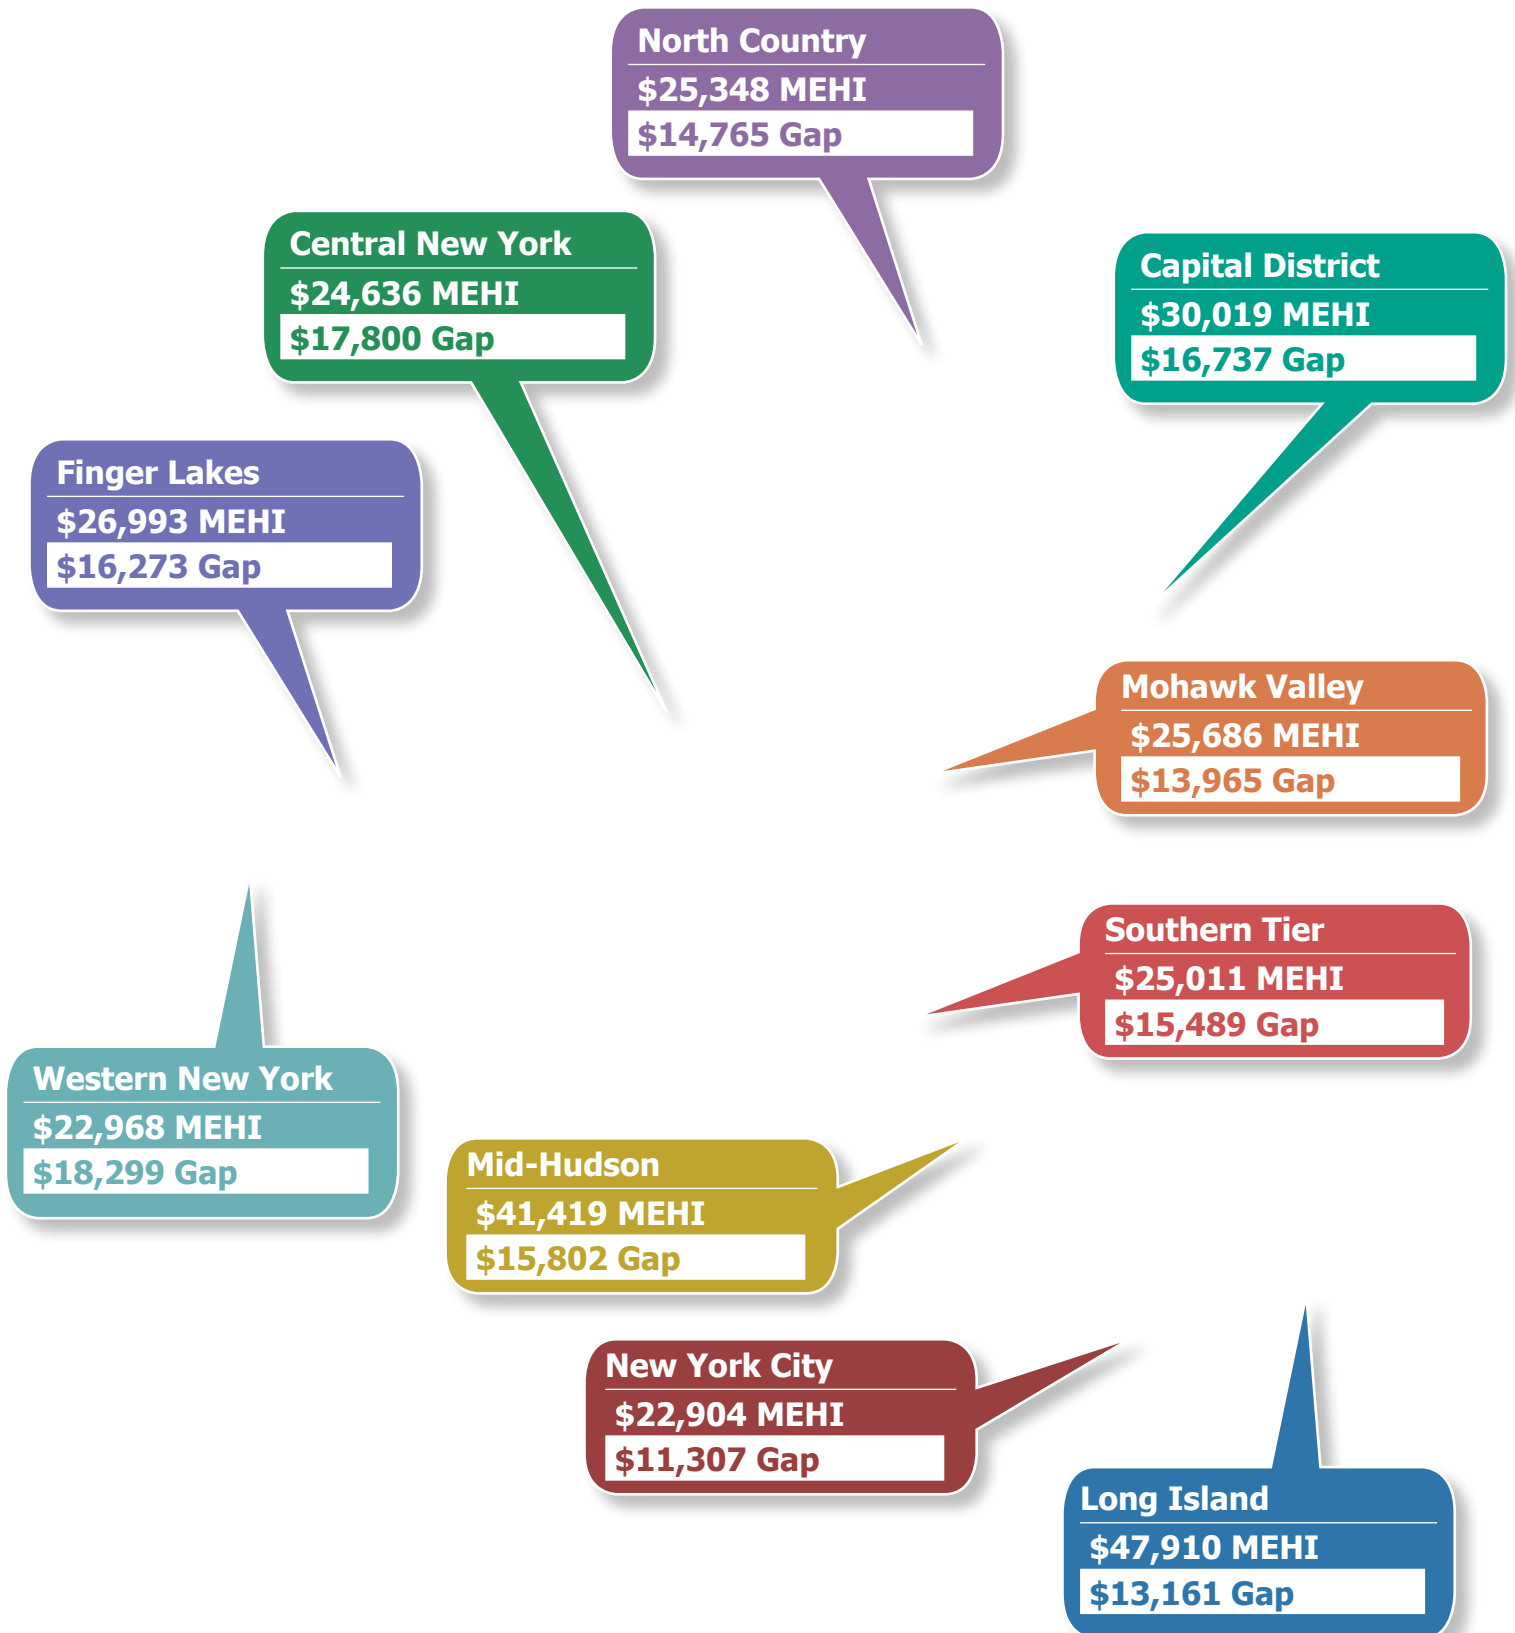 North Country
$25,348 MEHI
$14,765 Gap
Central New York
$24,636 MEHI
$17,800 Gap
Capital District
$30,019 MEHI
$16,737 Gap
Finger Lakes
$26,993 MEHI
$16,273 Gap
Mohawk Valley
$25,686 MEHI
$13,965 Gap
Southern Tier
$25,011 MEHI
$15,489 Gap
Western New York
$22,968 MEHI
$18,299 Gap
Mid-Hudson
$41,419 MEHI
$15,802 Gap
New York City
$22,904 MEHI
$11,307 Gap
Long Island
$47,910 MEHI
$13,161 Gap